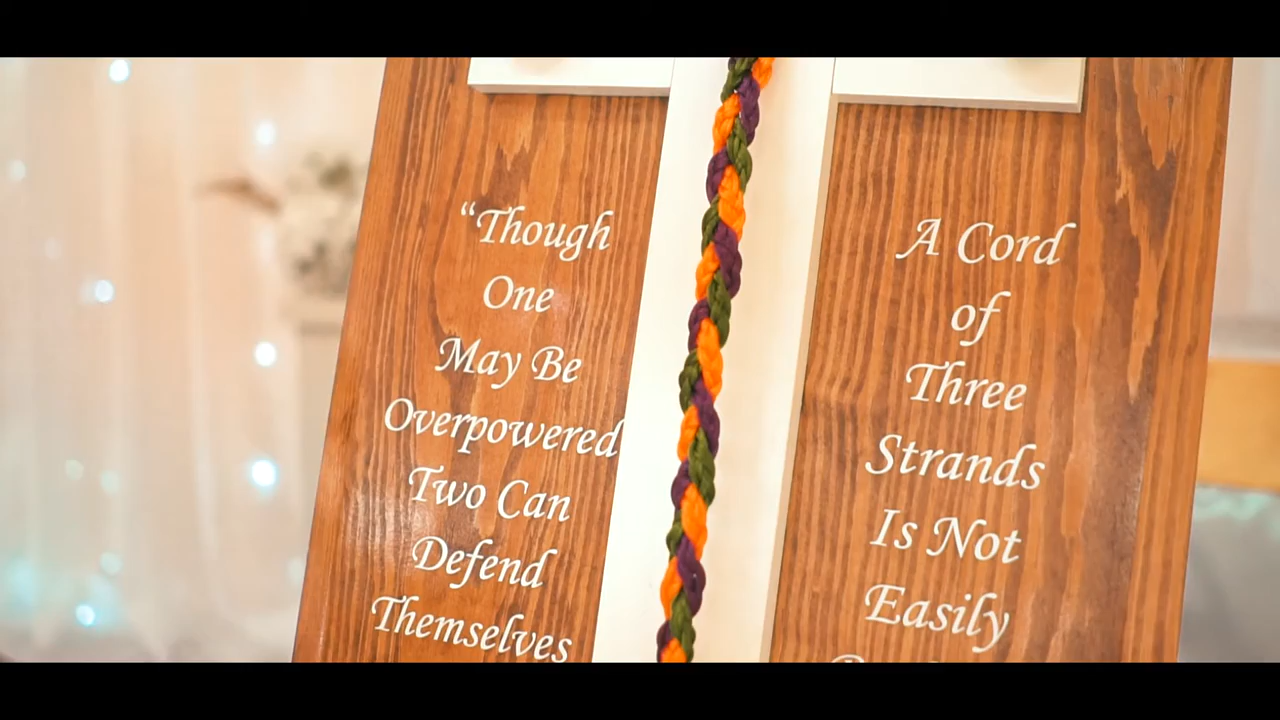 “Though
One
May Be
Overpowered
Two Can
Defend
Themselves
A Cord
of
Three
Strands
Is Not
Easily